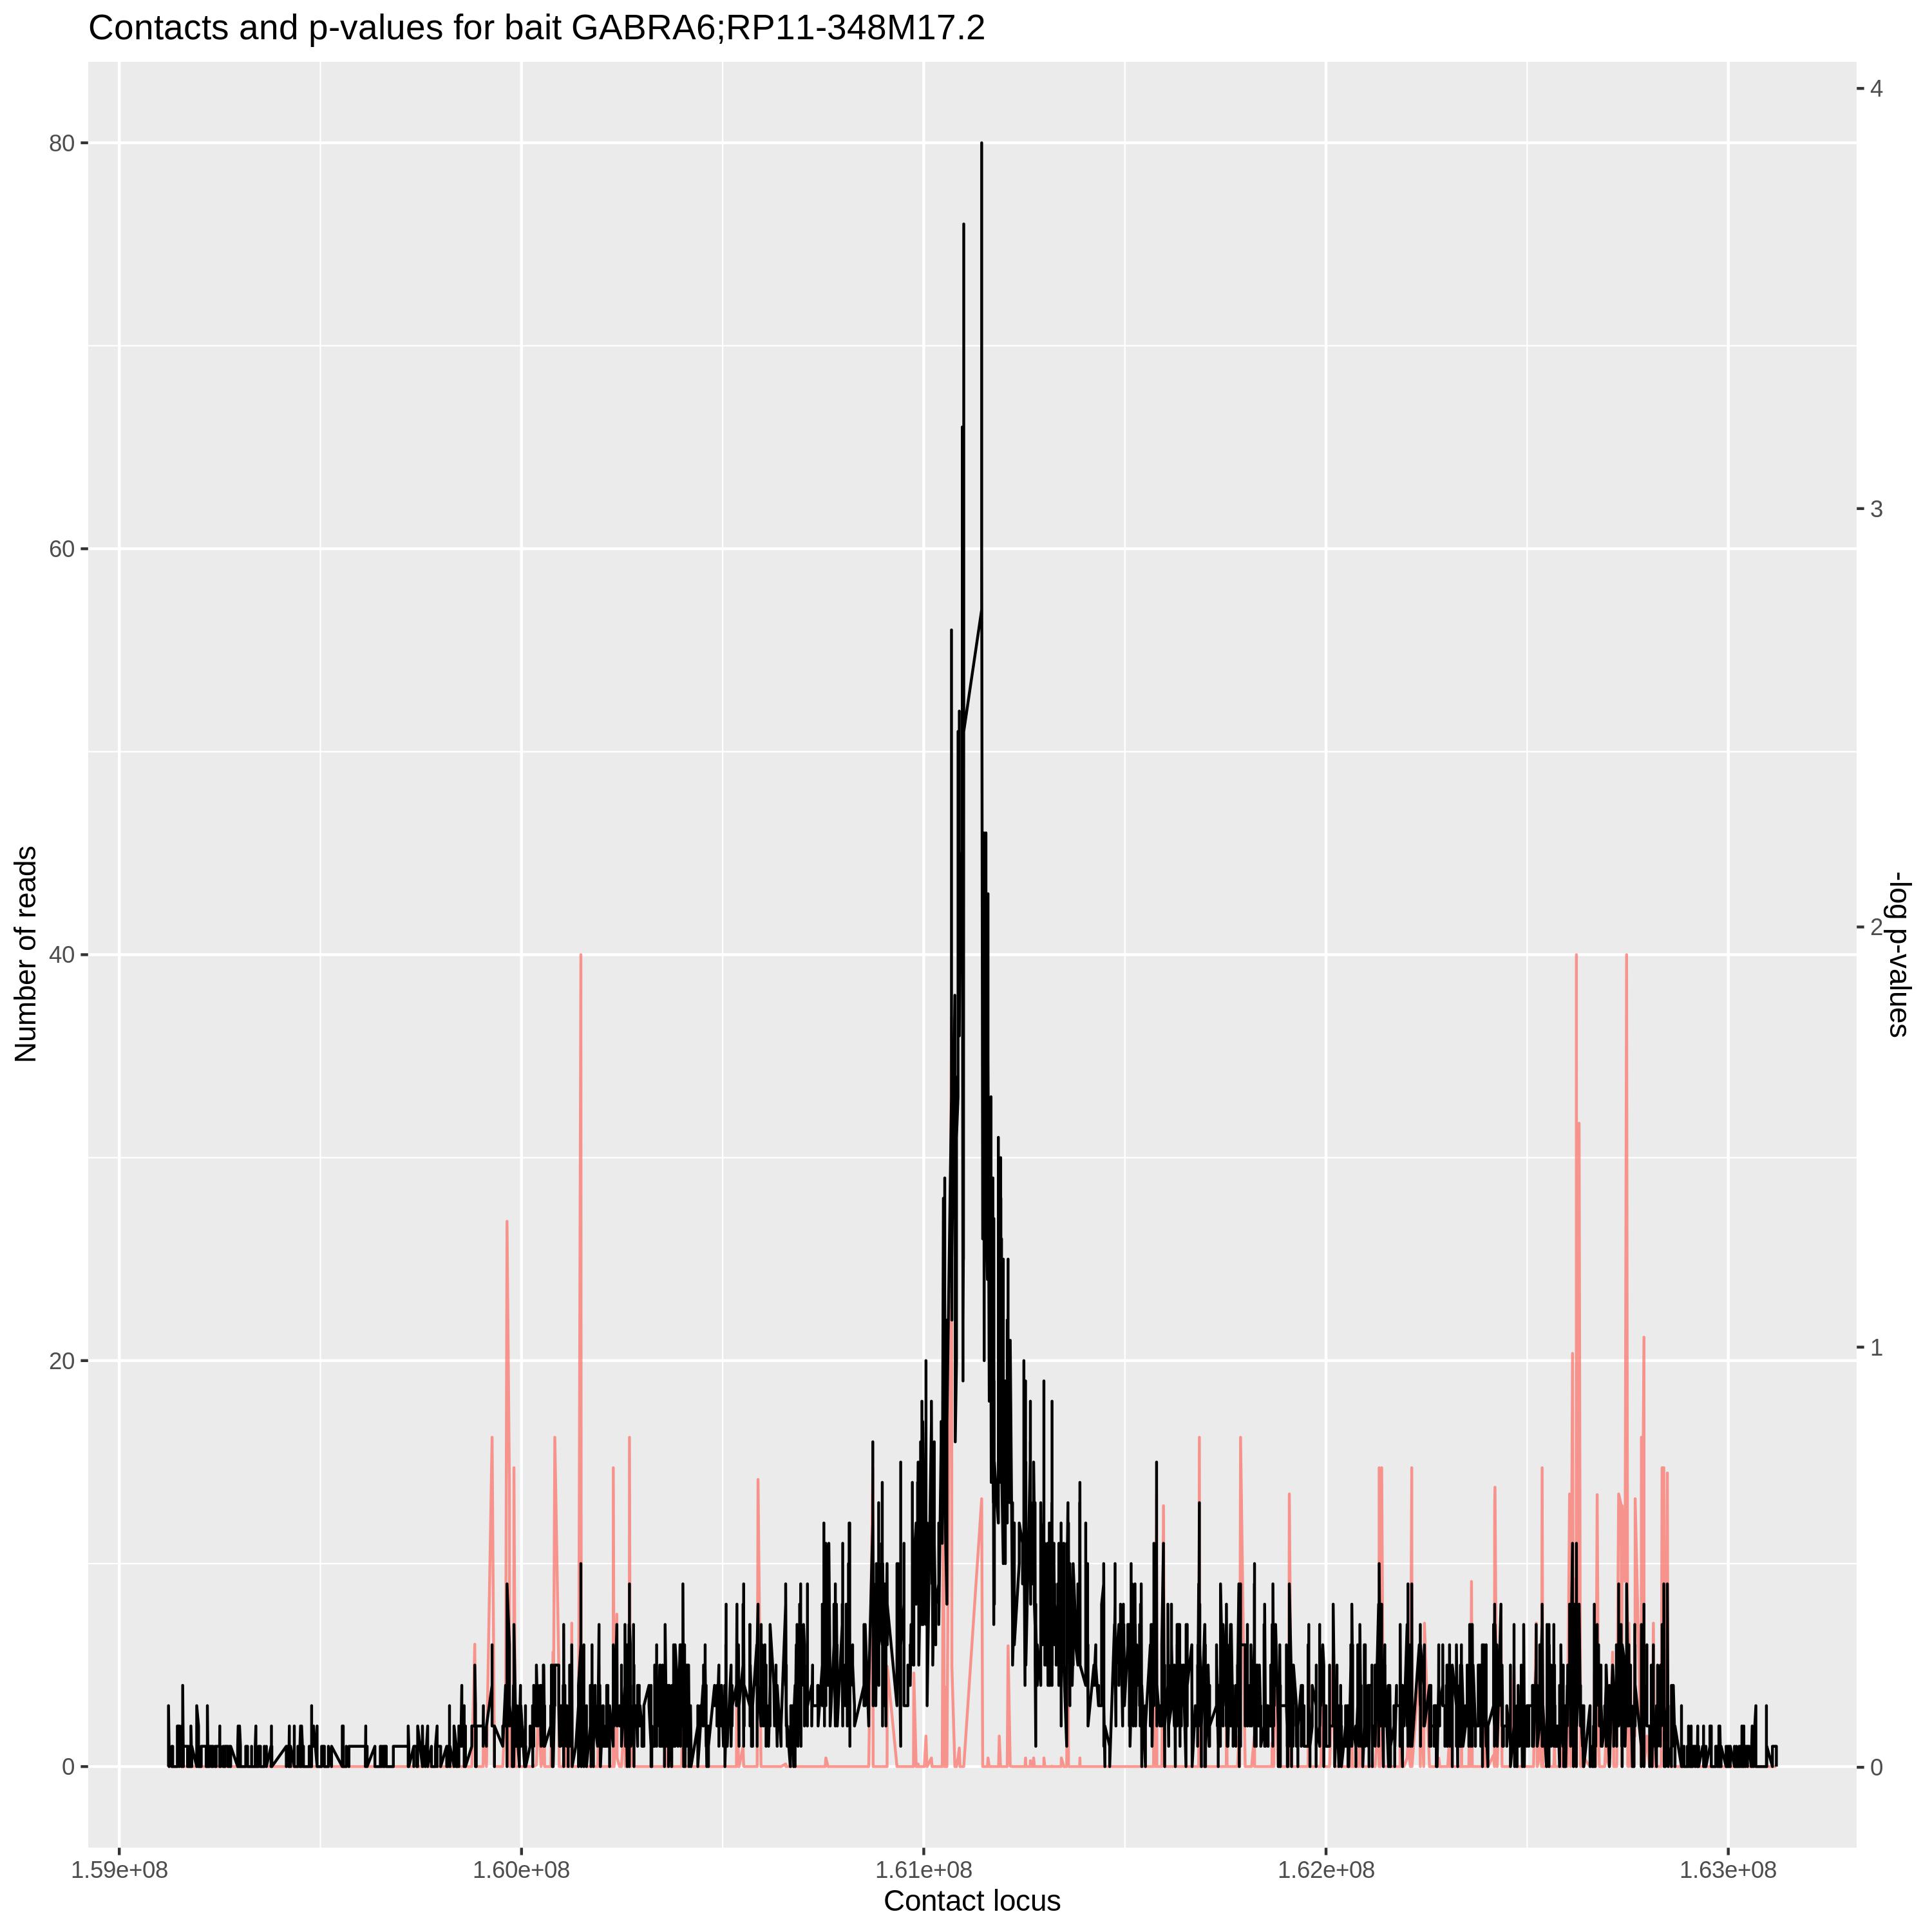 Contacts and p-values for bait GABRA6;RP11-348M17.2
80
60
40
20
0
Number of reads
4
3
2
1
0
-log p-values
1.59e+08
1.60e+08
1.61e+08
1.62e+08
1.63e+08
Contact locus